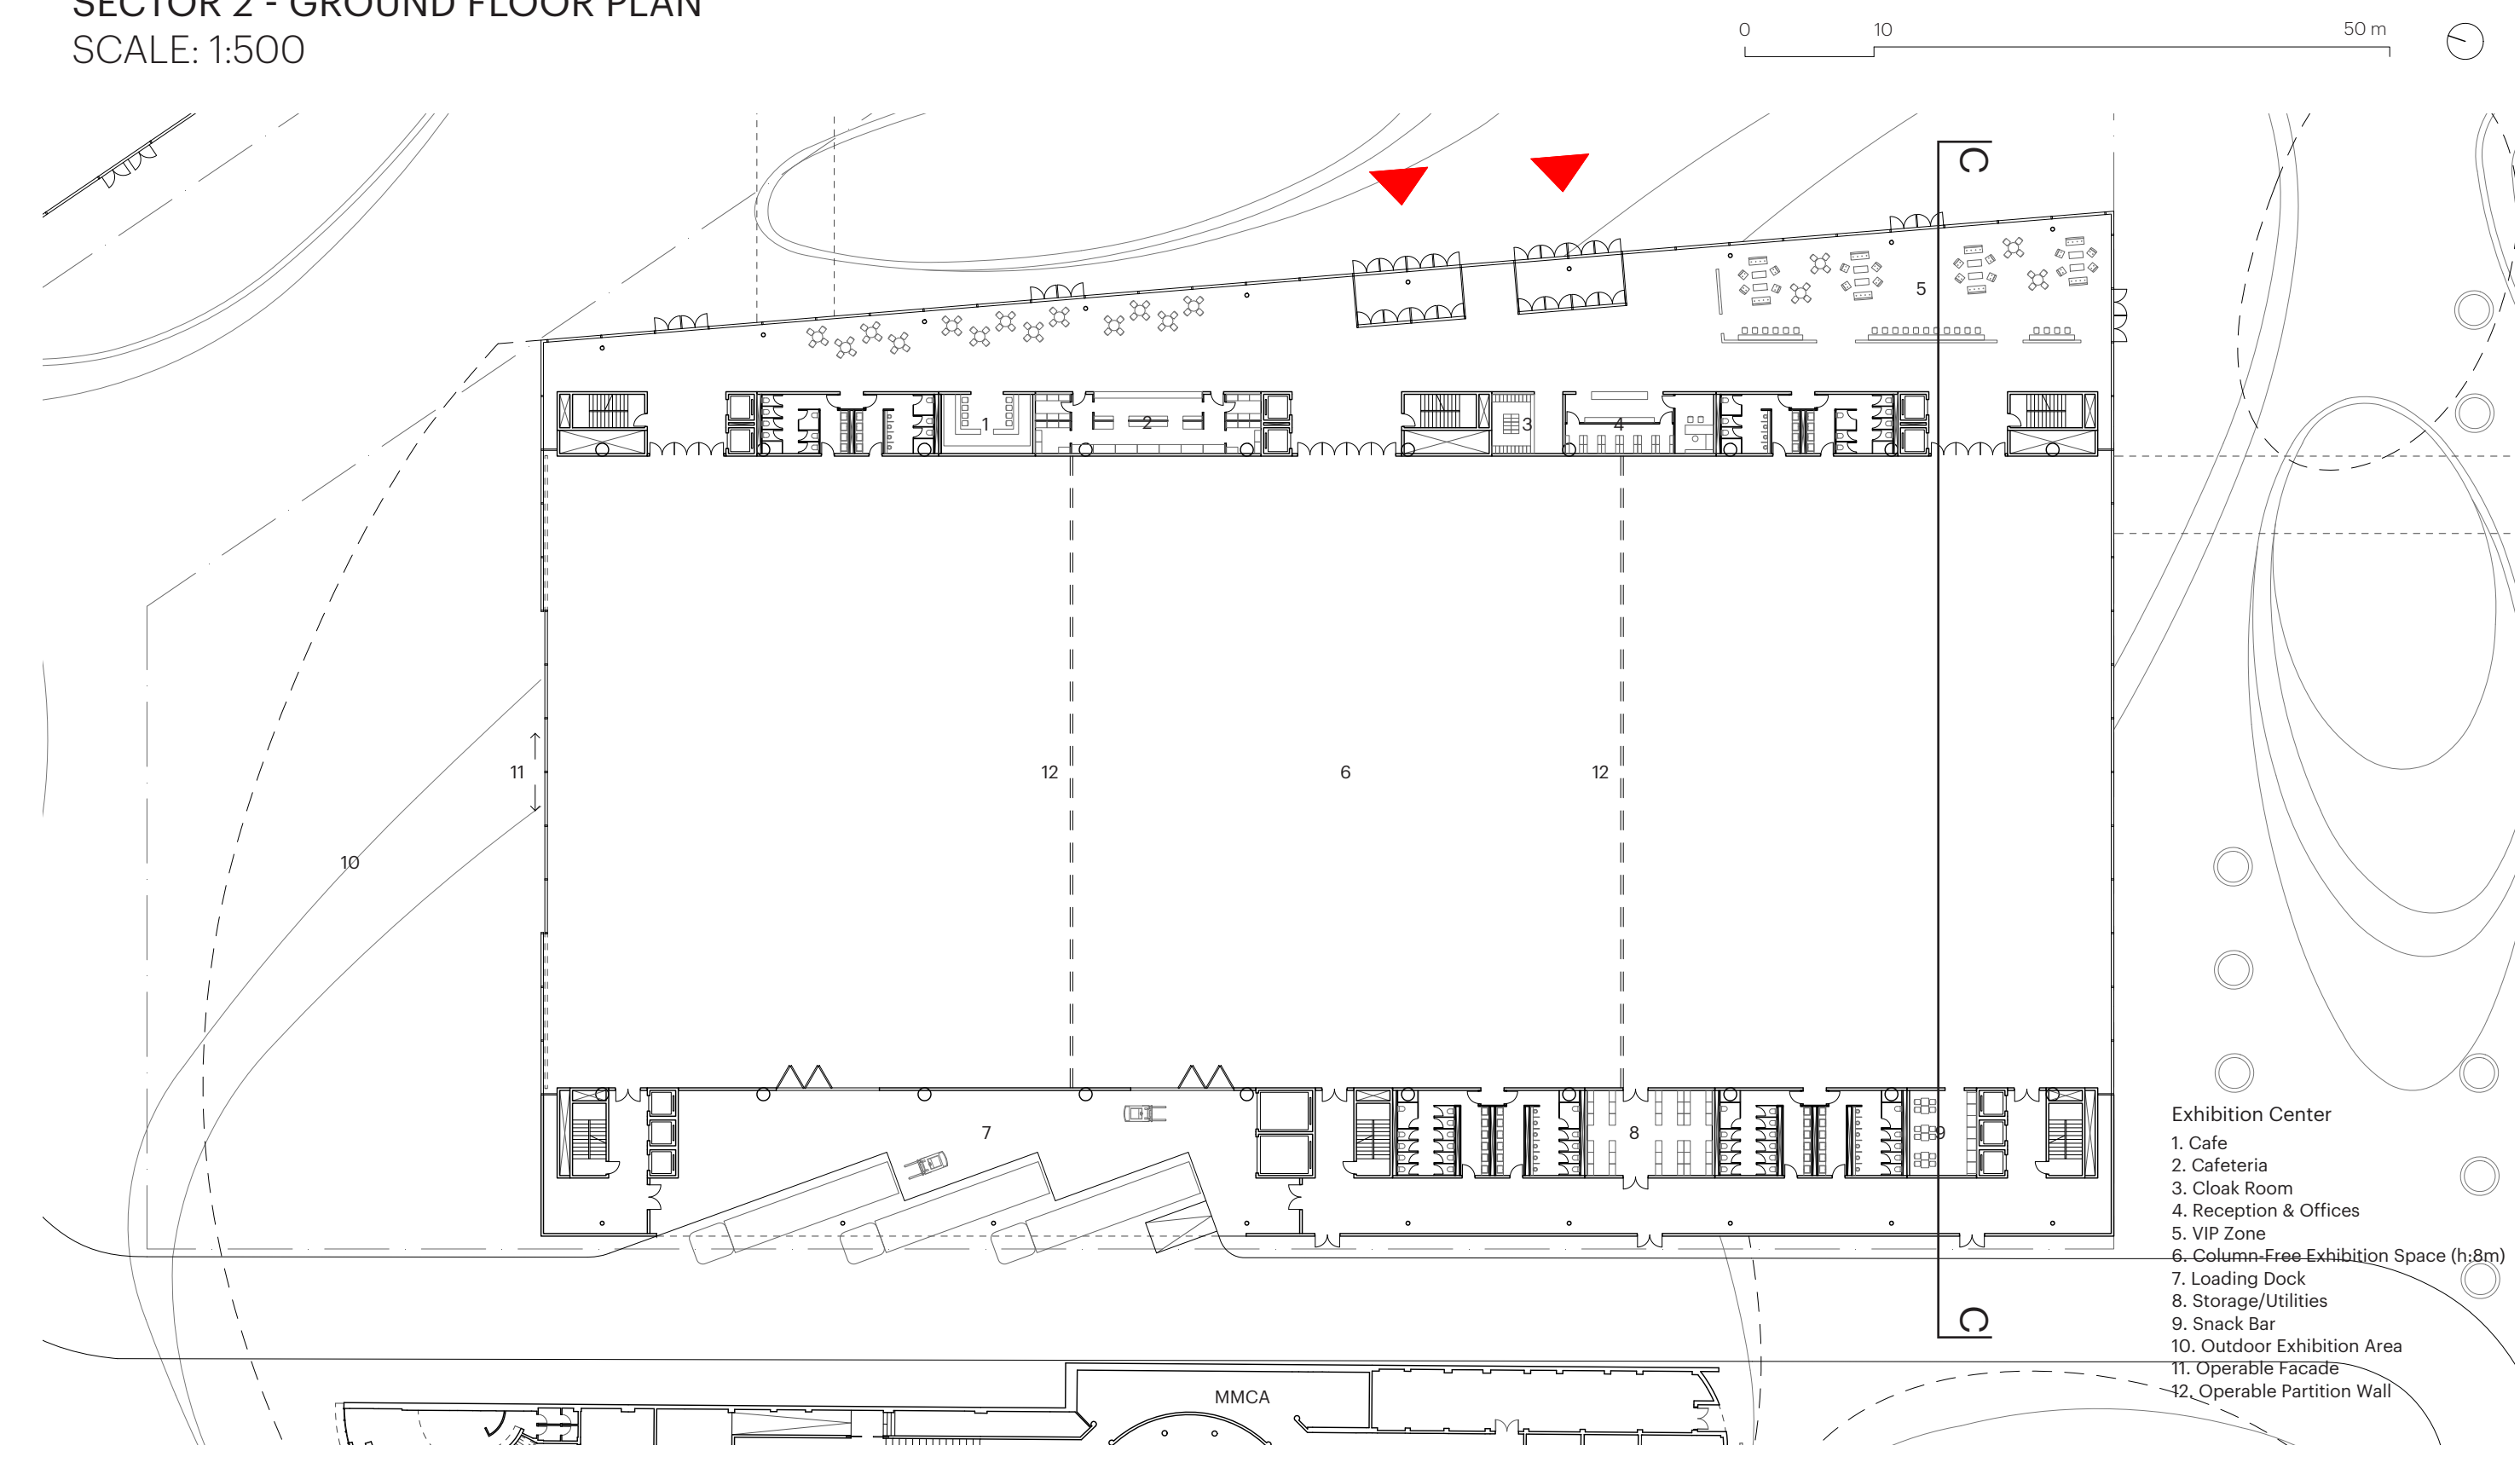 SECTOR 2 - GROUND FLOOR PLAN
SCALE: 1:500
0 10 50 m
C
5
1
2
3
4
11
12
6
12
10
7
8
9
C
MMCA
Exhibition Center
1. Cafe
2. Cafeteria
3. Cloak Room
4. Reception & Offices
5. VIP Zone
6. Column-Free Exhibition Space (h:8m)
7. Loading Dock
8. Storage/Utilities
9. Snack Bar
10. Outdoor Exhibition Area
11. Operable Facade
12. Operable Partition Wall